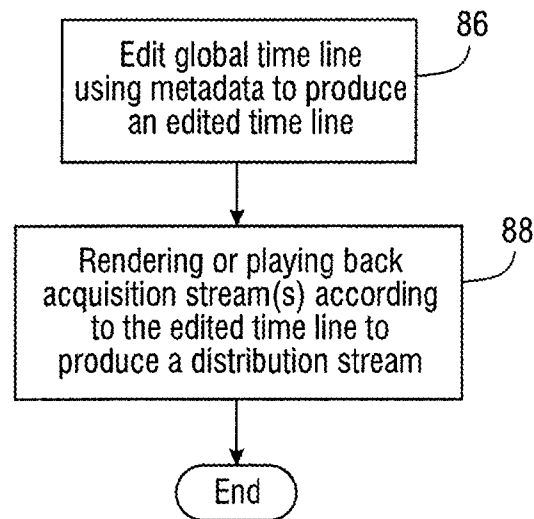 86
Edit global time line
using metadata to produce
an edited time line
88
Rendering or playing back
acquisition stream(s) according
to the edited time line to
produce a distribution stream
End